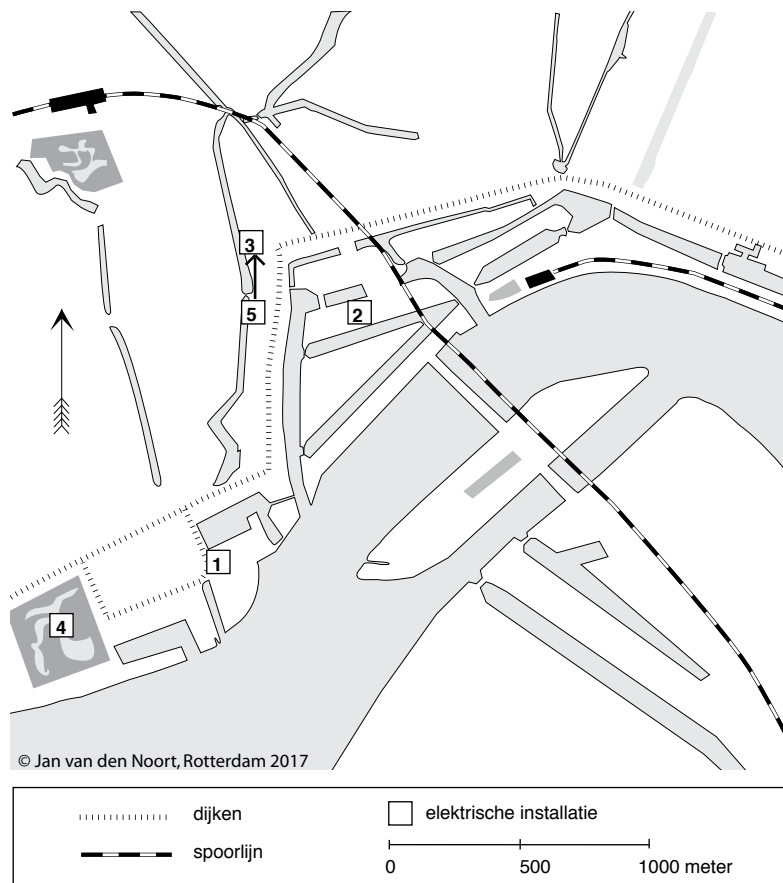 3
5
2
1
4
© Jan van den Noort, Rotterdam 2017
dijken
elektrische installatie
spoorlijn
0 500 1000 meter